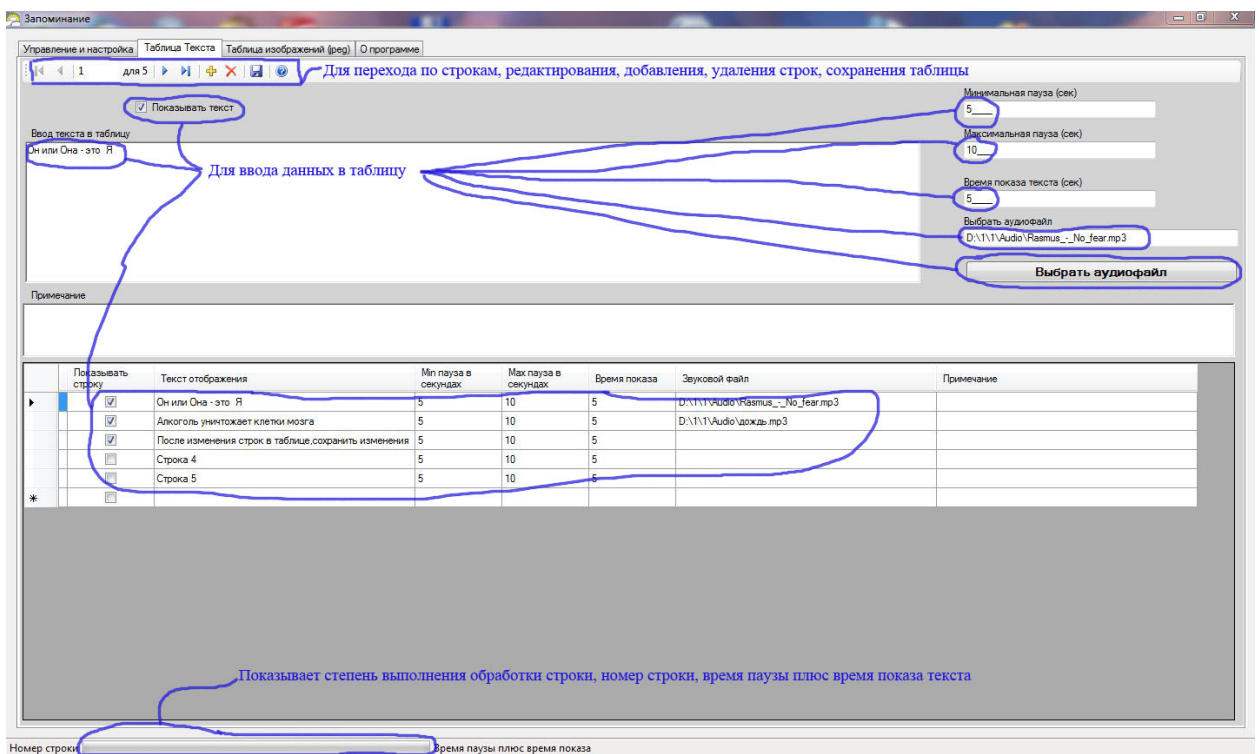 Запоминание
Управление и настройка Таблица Текста Таблица изображений (jpeg) О программе
1 для 5 Для перехода по строкам, редактирования, добавления, удаления строк, сохранения таблицы
Минимальная пауза (сек)
Показывать текст
5____
Ввод текста в таблицу
Максимальная пауза (сек)
Он или Она - это Я
10___
Для ввода данных в таблицу
Время показа текста (сек)
5____
Выбрать аудиофайл
D:\1\1\Audio\Rasmus_-_No_fear.mp3
Выбрать аудиофайл
Примечание
Показывать строку Текст отображения Min пауза в секундах Max пауза в секундах Время показа Звуковой файл Примечание
Он или Она - это Я 5 10 5 D:\1\1\Audio\Rasmus_-_No_fear.mp3
Алкоголь уничтожает клетки мозга 5 10 5 D:\1\1\Audio\дождь.mp3
После изменения строк в таблице,сохранить изменения 5 10 5
Строка 4 5 10 5
Строка 5 5 10 5
Показывает степень выполнения обработки строки, номер строки, время паузы плюс время показа текста
Номер строки Время паузы плюс время показа